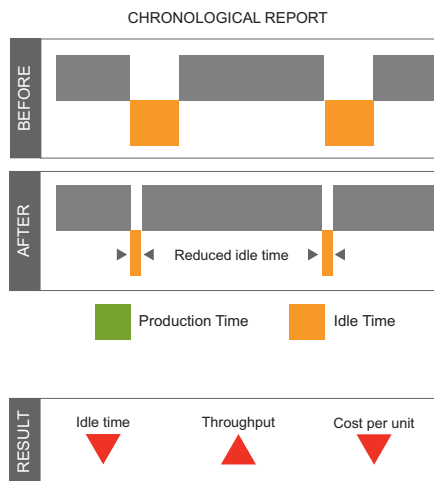 CHRONOLOGICAL REPORT
BEFORE
AFTER
Reduced idle time
Production Time
Idle Time
RESULT
Idle time
Throughput
Cost per unit